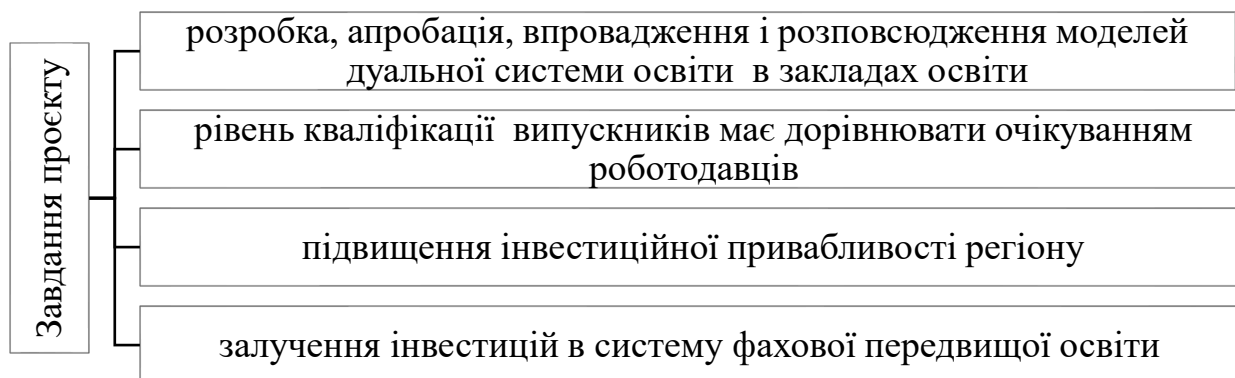 Завдання проєкту
розробка, апробація, впровадження і розповсюдження моделей
дуальної системи освіти в закладах освіти
рівень кваліфікації випускників має дорівнювати очікуванням
роботодавців
підвищення інвестиційної привабливості регіону
залучення інвестицій в систему фахової передвищої освіти